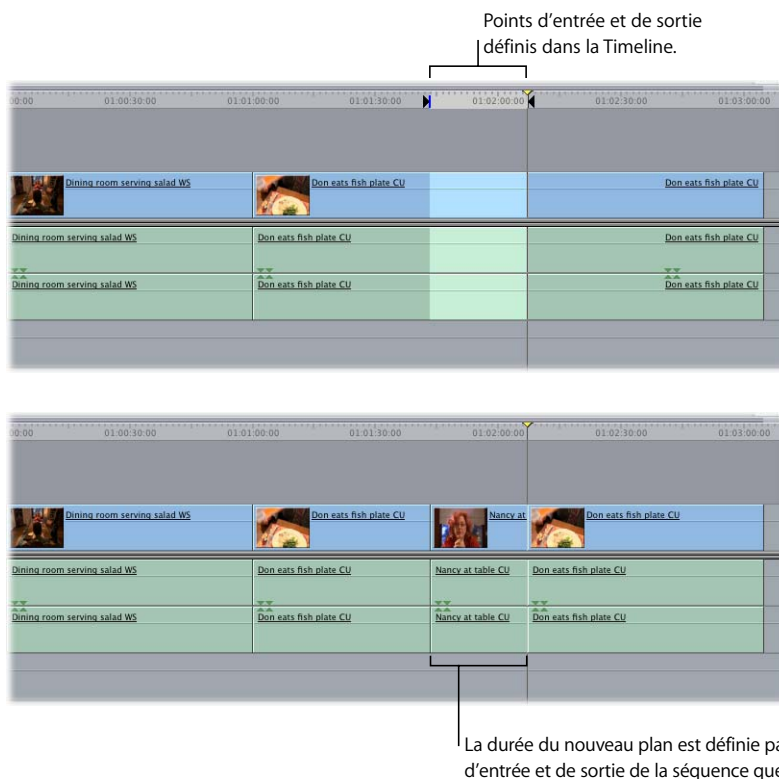 Points d’entrée et de sortie
définis dans la Timeline.
00:00 01:00:30:00 01:01:00:00 01:01:30:00 01:02:00:00 01:02:30:00 01:03:00:00
Dining room serving salad WS Don eats fish plate CU Don eats fish plate CU
Dining room serving salad WS Don eats fish plate CU Don eats fish plate CU
Dining room serving salad WS Don eats fish plate CU Don eats fish plate CU
00:00 01:00:30:00 01:01:00:00 01:01:30:00 01:02:00:00 01:02:30:00 01:03:00:00
Dining room serving salad WS Don eats fish plate CU Nancy at Don eats fish plate CU
Dining room serving salad WS Don eats fish plate CU Nancy at table CU Don eats fish plate CU
Dining room serving salad WS Don eats fish plate CU Nancy at table CU Don eats fish plate CU
La durée du nouveau plan est définie pa
d’entrée et de sortie de la séquence que